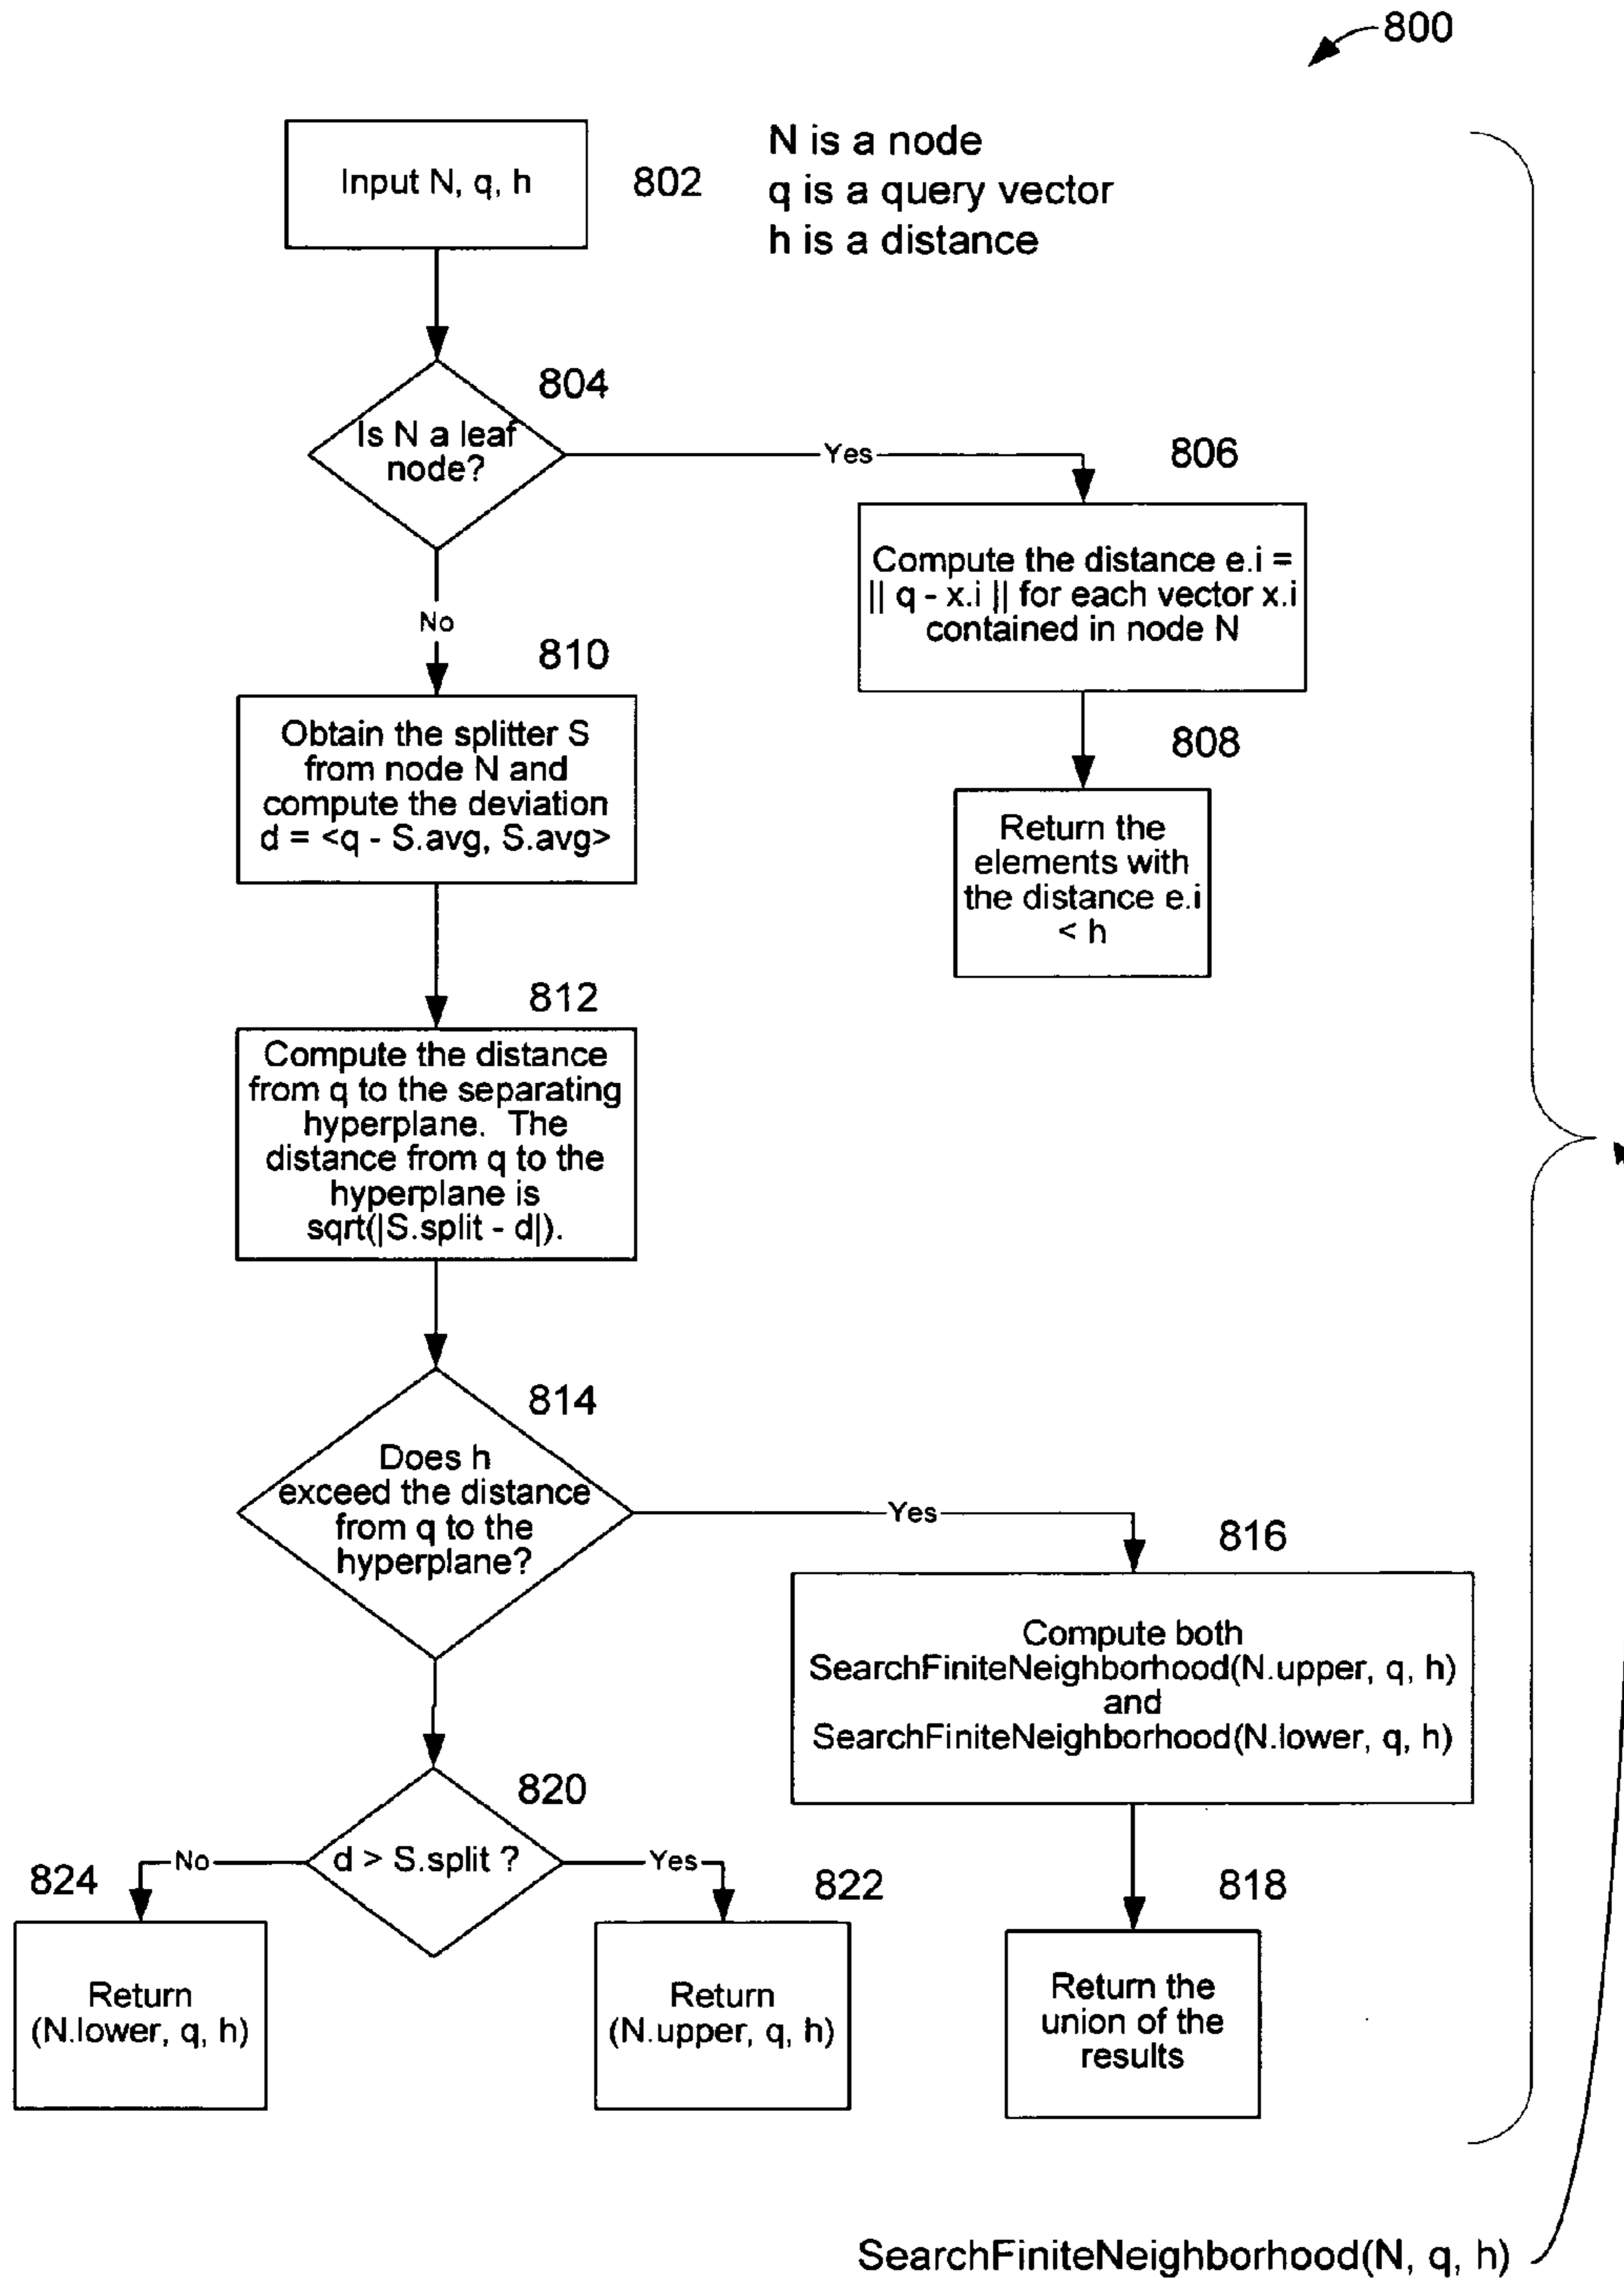 800
Input N, q, h
802
N is a node
q is a query vector
h is a distance
804
Is N a leaf
node?
Yes
806
Compute the distance e.i =
|| q - x.i || for each vector x.i
contained in node N
No
810
808
Obtain the splitter S
from node N and
compute the deviation
d = <q - S.avg, S.avg>
Return the
elements with
the distance e.i
< h
812
Compute the distance
from q to the separating
hyperplane. The
distance from q to the
hyperplane is
sqrt(|S.split - d|).
814
Does h
exceed the distance
from q to the
hyperplane?
Yes
816
Compute both
SearchFiniteNeighborhood(N.upper, q, h)
and
SearchFiniteNeighborhood(N.lower, q, h)
820
d > S.split ?
No
Yes
824
822
818
Return
(N.lower, q, h)
Return
(N.upper, q, h)
Return the
union of the
results
SearchFiniteNeighborhood(N, q, h)